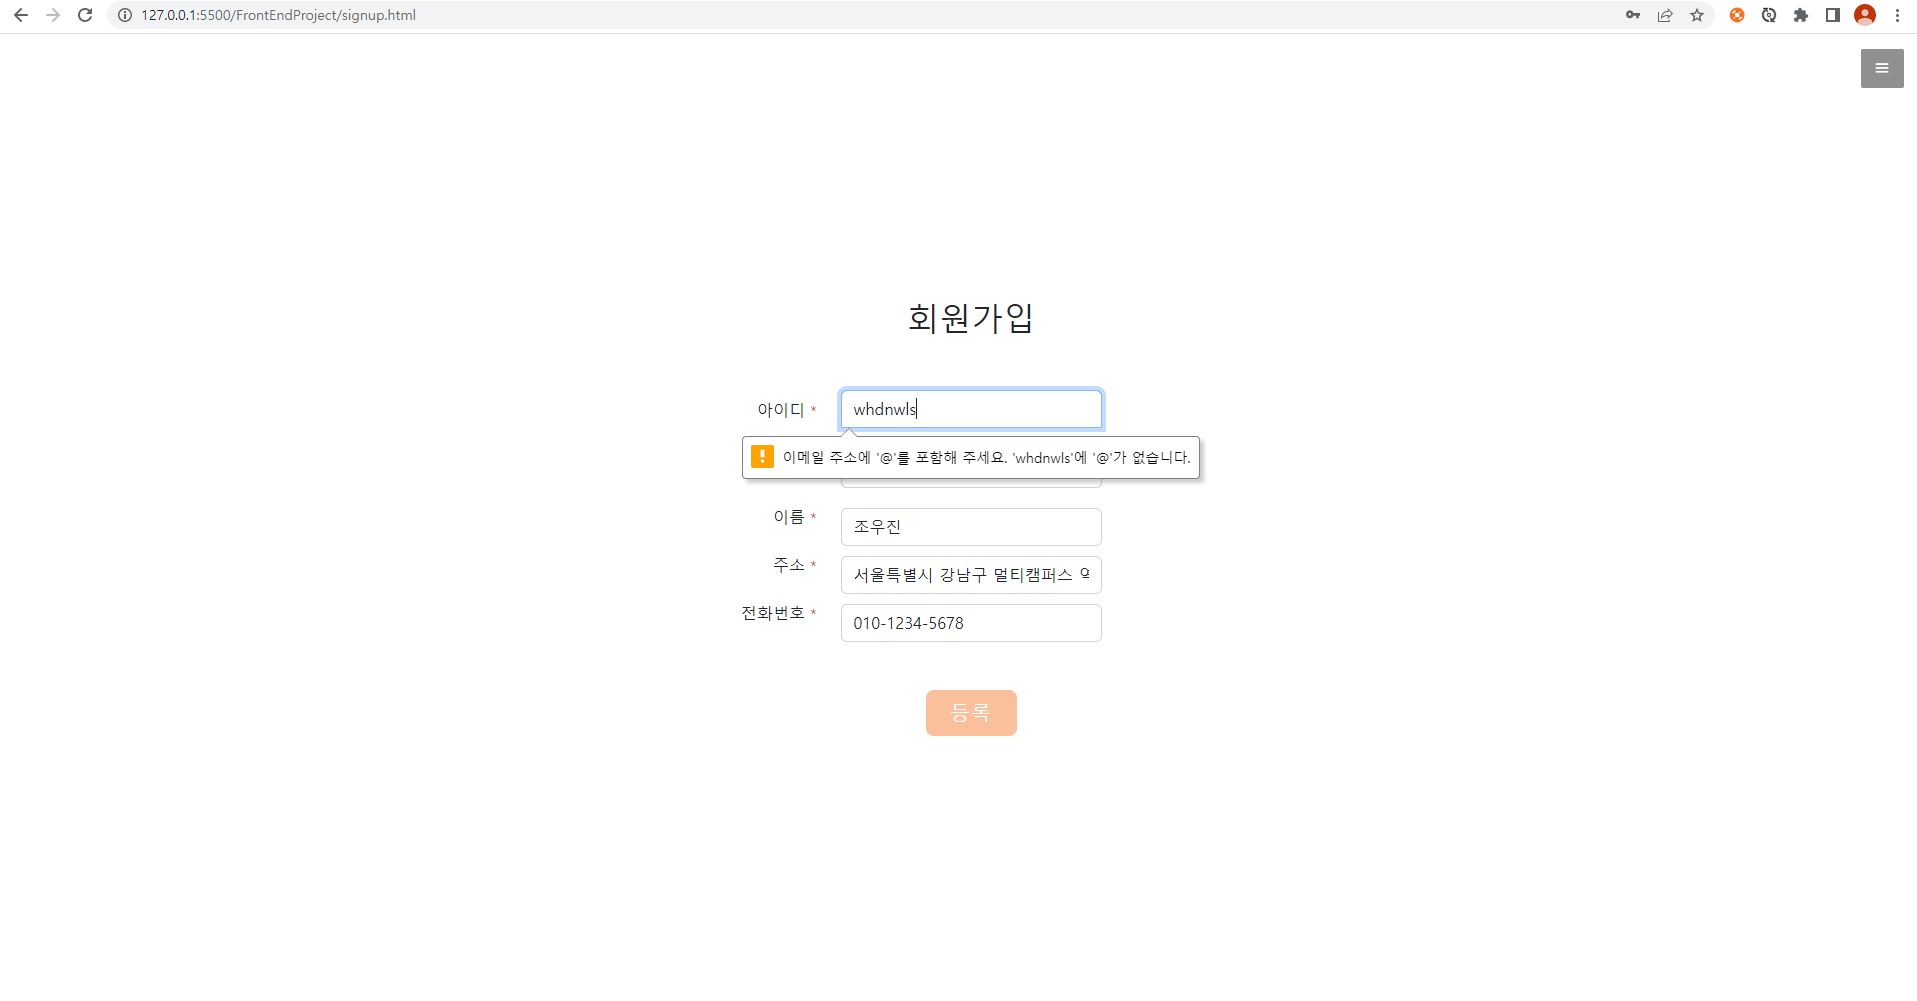 127.0.0.1:5500/FrontEndProject/signup.html
회원가입
아이디 * whdnwls
이메일 주소에 '@'를 포함해 주세요. 'whdnwls'에 '@'가 없습니다.
이름 * 조우진
주소 * 서울특별시 강남구 멀티캠퍼스
전화번호 * 010-1234-5678
등록